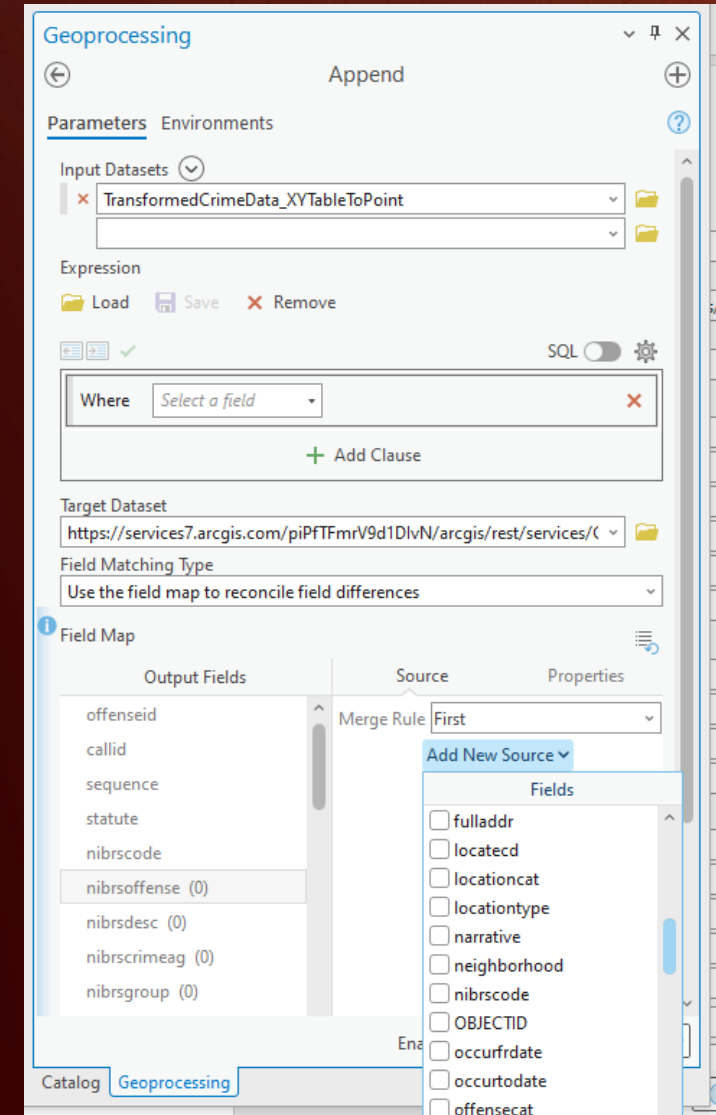 Geoprocessing
Append
Parameters Environments
Input Datasets
TransformedCrimeData_XYTableToPoint
Expression
Load Save Remove
SQL
Where Select a field
Add Clause
Target Dataset
https://services7.arcgis.com/piPfTFmrV9d1DIvN/arcgis/rest/services/(
Field Matching Type
Use the field map to reconcile field differences
Field Map
Output Fields Source Properties
offenseid
callid
sequence
statute
nibrscode
nibrsoffense (0)
nibrsdesc (0)
nibrscrimeag (0)
nibrsgroup (0)
Merge Rule First
Add New Source
Fields
fulladdr
locatecd
locationcat
locationtype
narrative
neighborhood
nibrscode
OBJECTID
occurfrdate
occurtodate
offensecat
Ena
Catalog Geoprocessing